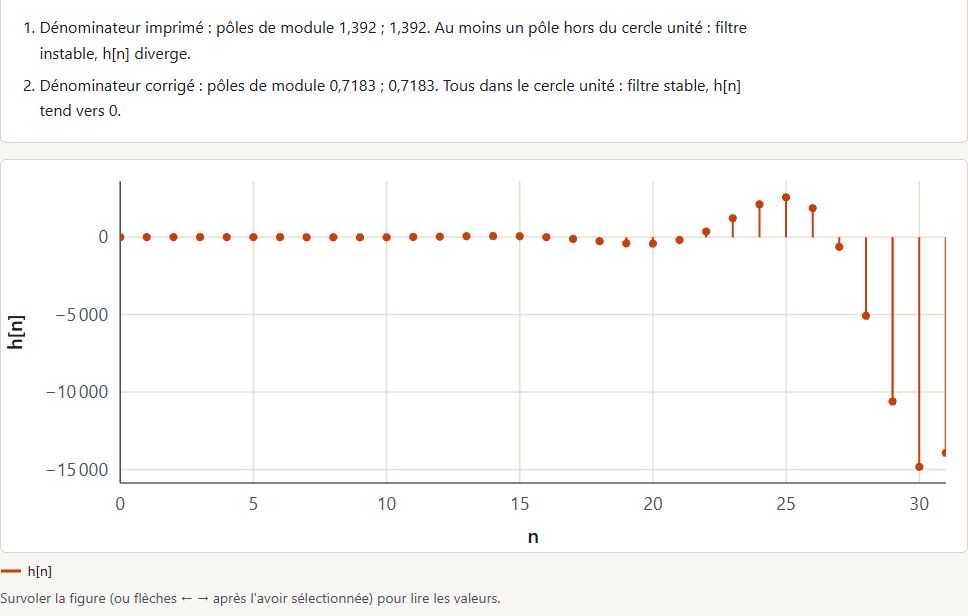 1. Dénominateur imprimé : pôles de module 1,392 ; 1,392. Au moins un pôle hors du cercle unité : filtre
instable, h[n] diverge.
2. Dénominateur corrigé : pôles de module 0,7183 ; 0,7183. Tous dans le cercle unité : filtre stable, h[n]
tend vers 0.
0
−5 000
−10 000
−15 000
h[n]
0 5 10 15 20 25 30
n
h[n]
Survoler la figure (ou flèches ← → après l'avoir sélectionnée) pour lire les valeurs.